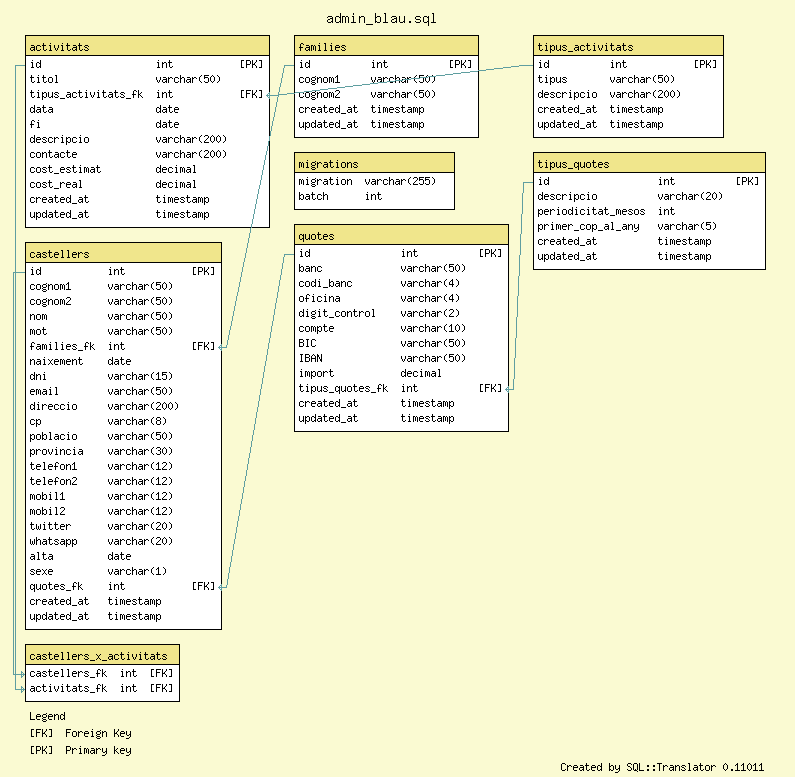 admin_blau.sql
activitats
id int [PK]
titol varchar(50)
tipus_activitats_fk int [FK]
data date
fi date
descripcio varchar(200)
contacte varchar(200)
cost_estimat decimal
cost_real decimal
created_at timestamp
updated_at timestamp
families
id int [PK]
cognom1 varchar(50)
cognom2 varchar(50)
created_at timestamp
updated_at timestamp
tipus_activitats
id int [PK]
tipus varchar(50)
descripcio varchar(200)
created_at timestamp
updated_at timestamp
migrations
migration varchar(255)
batch int
tipus_quotes
id int [PK]
descripcio varchar(20)
periodicitat_mesos int
primer_cop_al_any varchar(5)
created_at timestamp
updated_at timestamp
quotes
id int [PK]
banc varchar(50)
codi_banc varchar(4)
oficina varchar(4)
digit_control varchar(2)
compte varchar(10)
BIC varchar(50)
IBAN varchar(50)
import decimal
tipus_quotes_fk int [FK]
created_at timestamp
updated_at timestamp
castellers
id int [PK]
cognom1 varchar(50)
cognom2 varchar(50)
nom varchar(50)
mot varchar(50)
families_fk int [FK]
naixement date
dni varchar(15)
email varchar(50)
direccio varchar(200)
cp varchar(8)
poblacio varchar(50)
provincia varchar(30)
telefon1 varchar(12)
telefon2 varchar(12)
mobil1 varchar(12)
mobil2 varchar(12)
twitter varchar(20)
whatsapp varchar(20)
alta date
sexe varchar(1)
quotes_fk int [FK]
created_at timestamp
updated_at timestamp
castellers_x_activitats
castellers_fk int [FK]
activitats_fk int [FK]
Legend
[FK] Foreign Key
[PK] Primary key
Created by SQL::Translator 0.11011